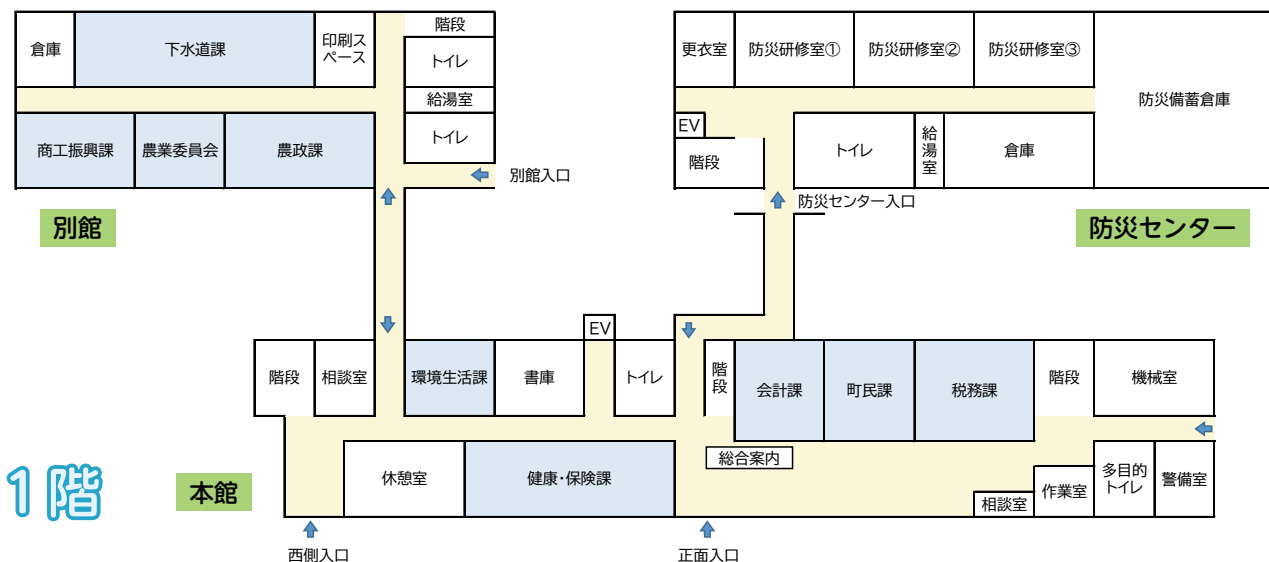 倉庫
下水道課
印刷ス
ペース
階段
トイレ
給湯室
トイレ
商工振興課
農業委員会
農政課
別館入口
別館
更衣室
防災研修室①
防災研修室②
防災研修室③
防災備蓄倉庫
EV
階段
トイレ
給湯室
倉庫
防災センター入口
防災センター
階段
相談室
環境生活課
書庫
EV
トイレ
階段
会計課
町民課
税務課
階段
機械室
総合案内
休憩室
健康・保険課
相談室
作業室
多目的
トイレ
警備室
1階
本館
西側入口
正面入口